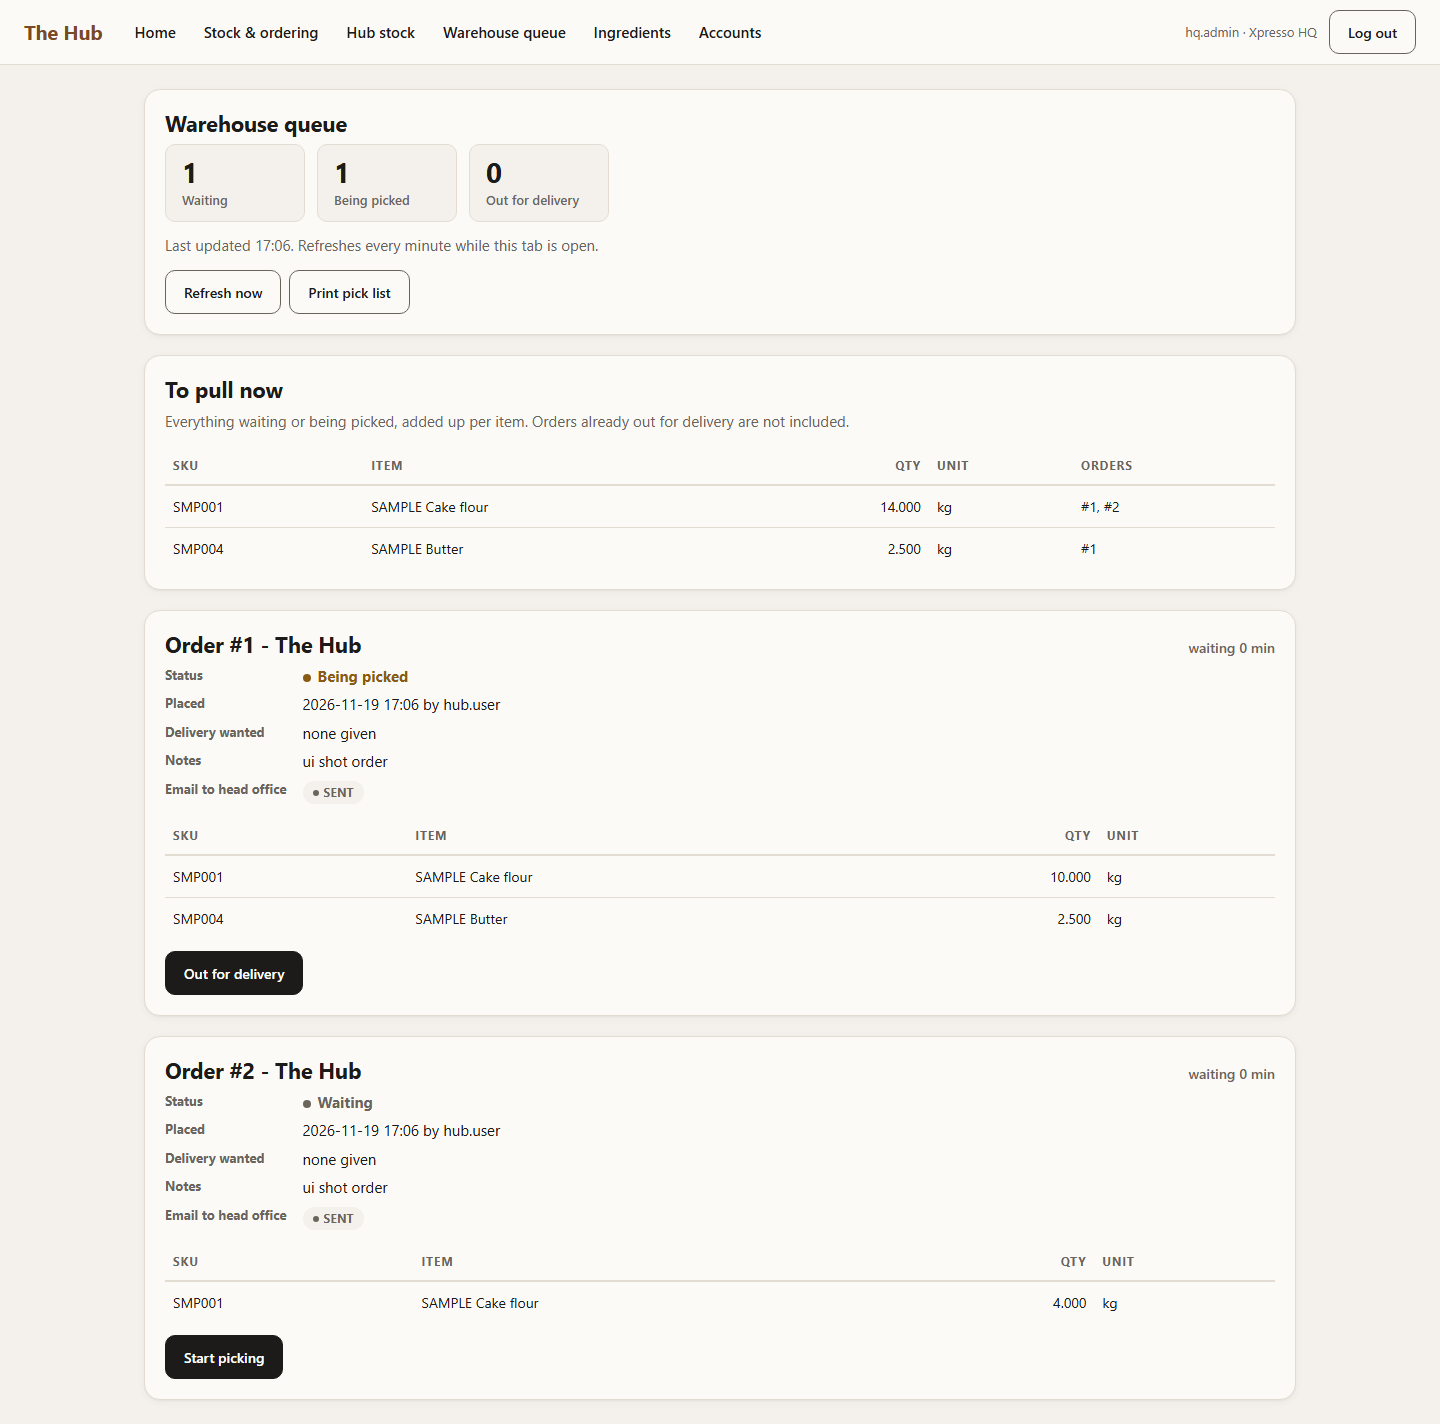 The Hub Home Stock & ordering Hub stock Warehouse queue Ingredients Accounts hq.admin · Xpresso HQ Log out
Warehouse queue
1 1 0
Waiting Being picked Out for delivery
Last updated 17:06. Refreshes every minute while this tab is open.
Refresh now Print pick list
To pull now
Everything waiting or being picked, added up per item. Orders already out for delivery are not included.
SKU ITEM QTY UNIT ORDERS
SMP001 SAMPLE Cake flour 14.000 kg #1, #2
SMP004 SAMPLE Butter 2.500 kg #1
Order #1 - The Hub waiting 0 min
Status Being picked
Placed 2026-11-19 17:06 by hub.user
Delivery wanted none given
Notes ui shot order
Email to head office SENT
SKU ITEM QTY UNIT
SMP001 SAMPLE Cake flour 10.000 kg
SMP004 SAMPLE Butter 2.500 kg
Out for delivery
Order #2 - The Hub waiting 0 min
Status Waiting
Placed 2026-11-19 17:06 by hub.user
Delivery wanted none given
Notes ui shot order
Email to head office SENT
SKU ITEM QTY UNIT
SMP001 SAMPLE Cake flour 4.000 kg
Start picking